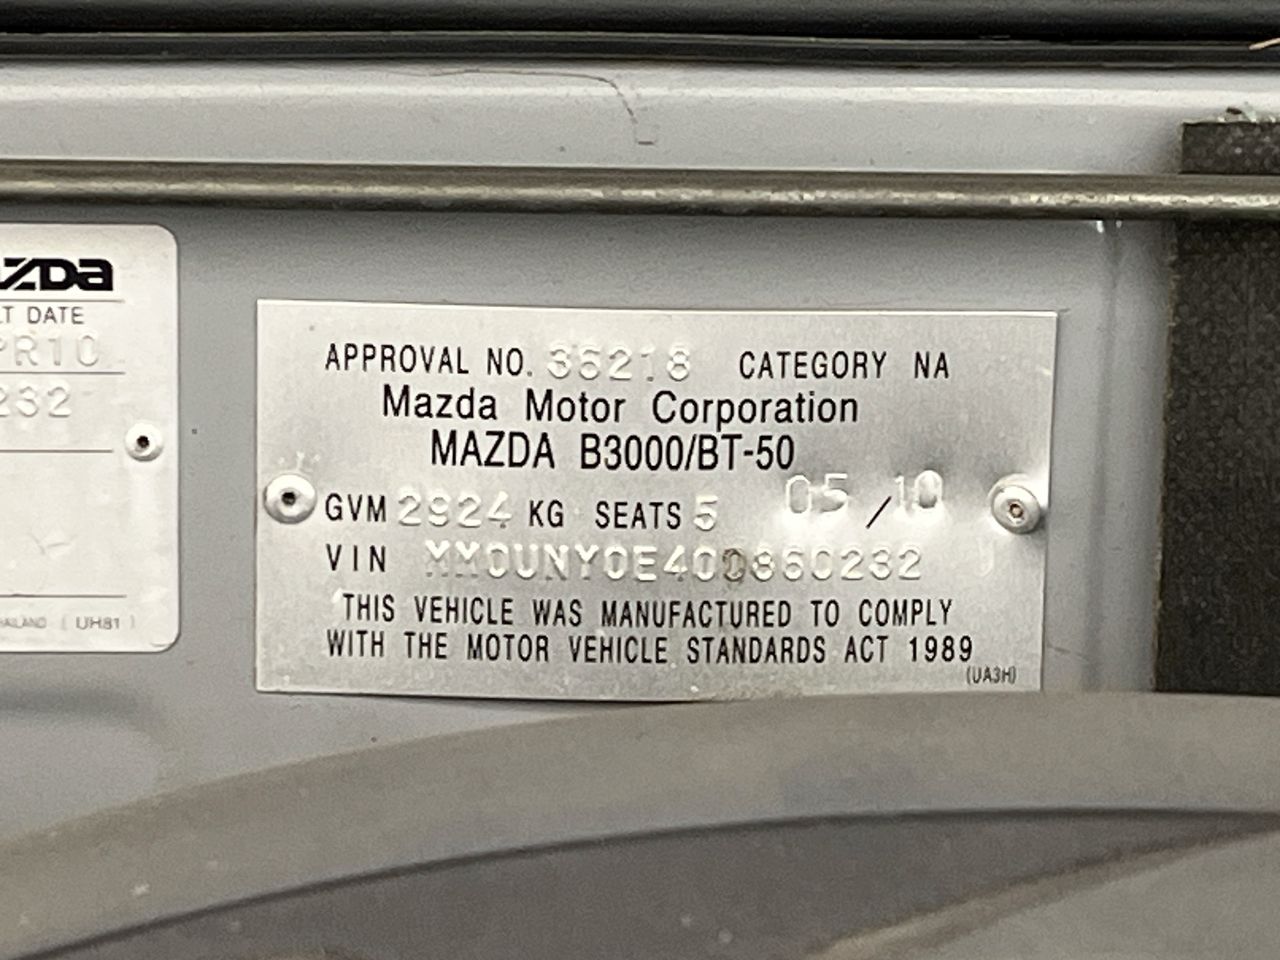 AZDA
LT DATE
PR10
232
THAILAND ( UH81 )
APPROVAL NO. 36218 CATEGORY NA
Mazda Motor Corporation
MAZDA B3000/BT-50
GVM 2924 KG SEATS 5 05 / 10
VIN MM0UNY0E400860232
THIS VEHICLE WAS MANUFACTURED TO COMPLY
WITH THE MOTOR VEHICLE STANDARDS ACT 1989
(UA3H)